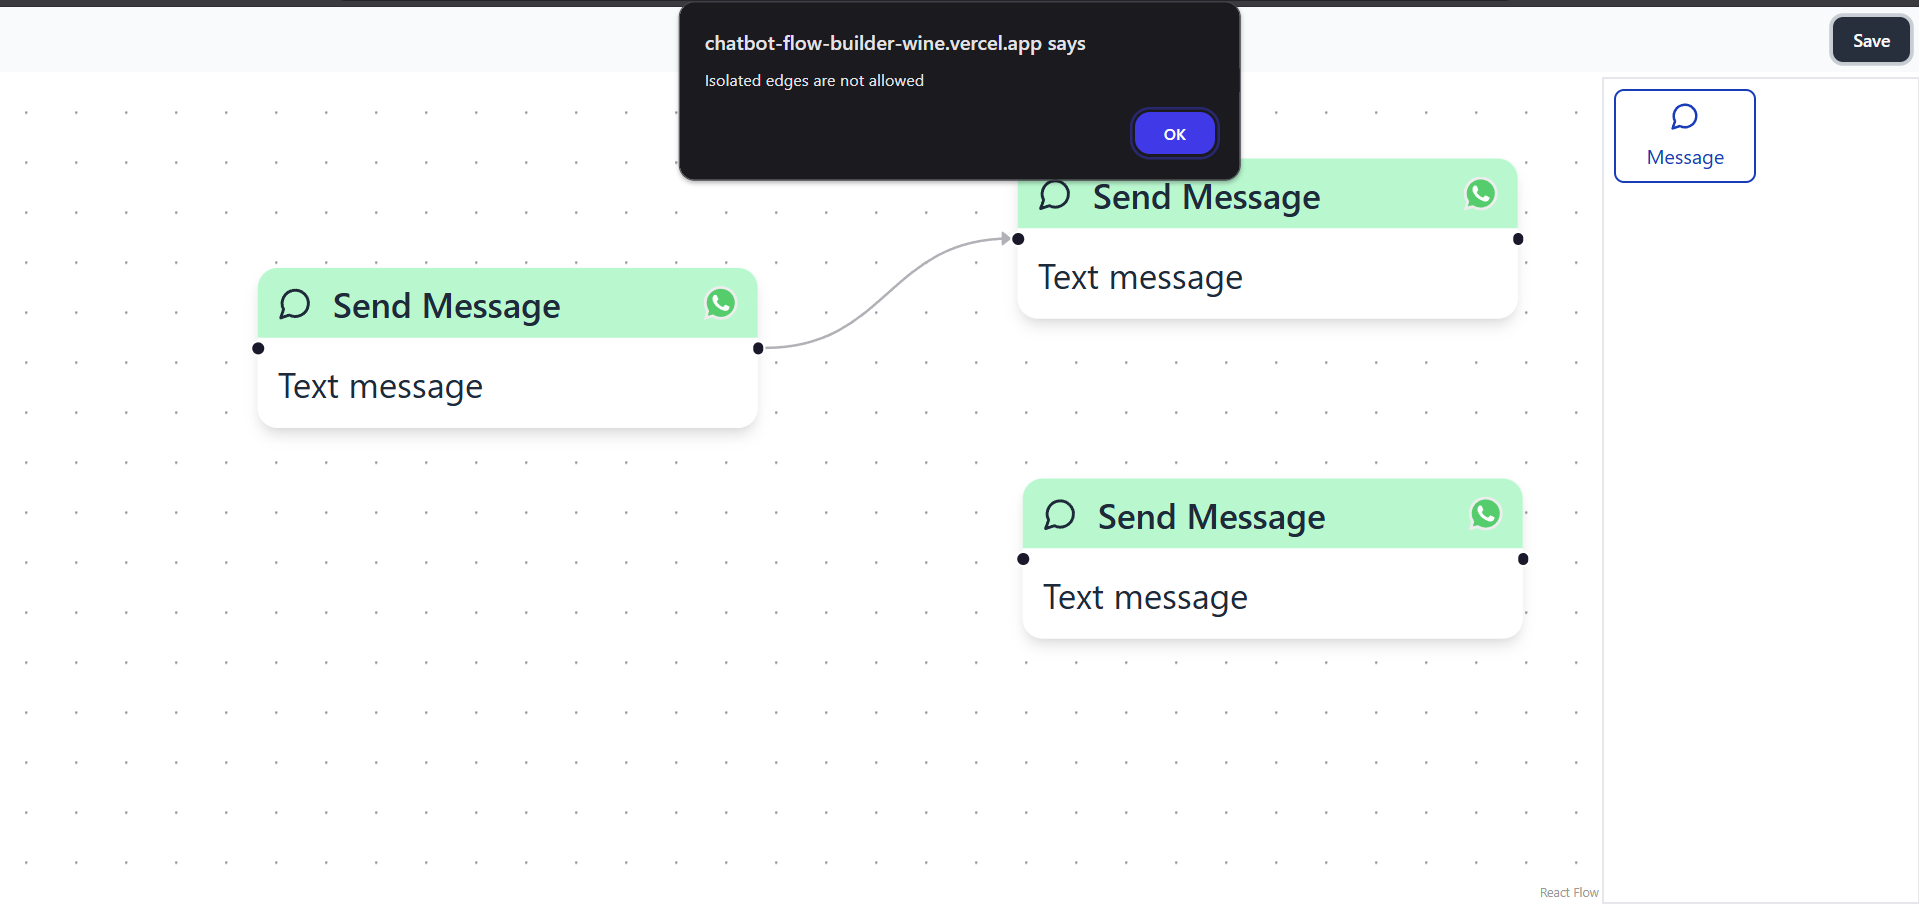 chatbot-flow-builder-wine.vercel.app says
Isolated edges are not allowed
OK
Save
Message
Send Message
Text message
Send Message
Text message
Send Message
Text message
React Flow